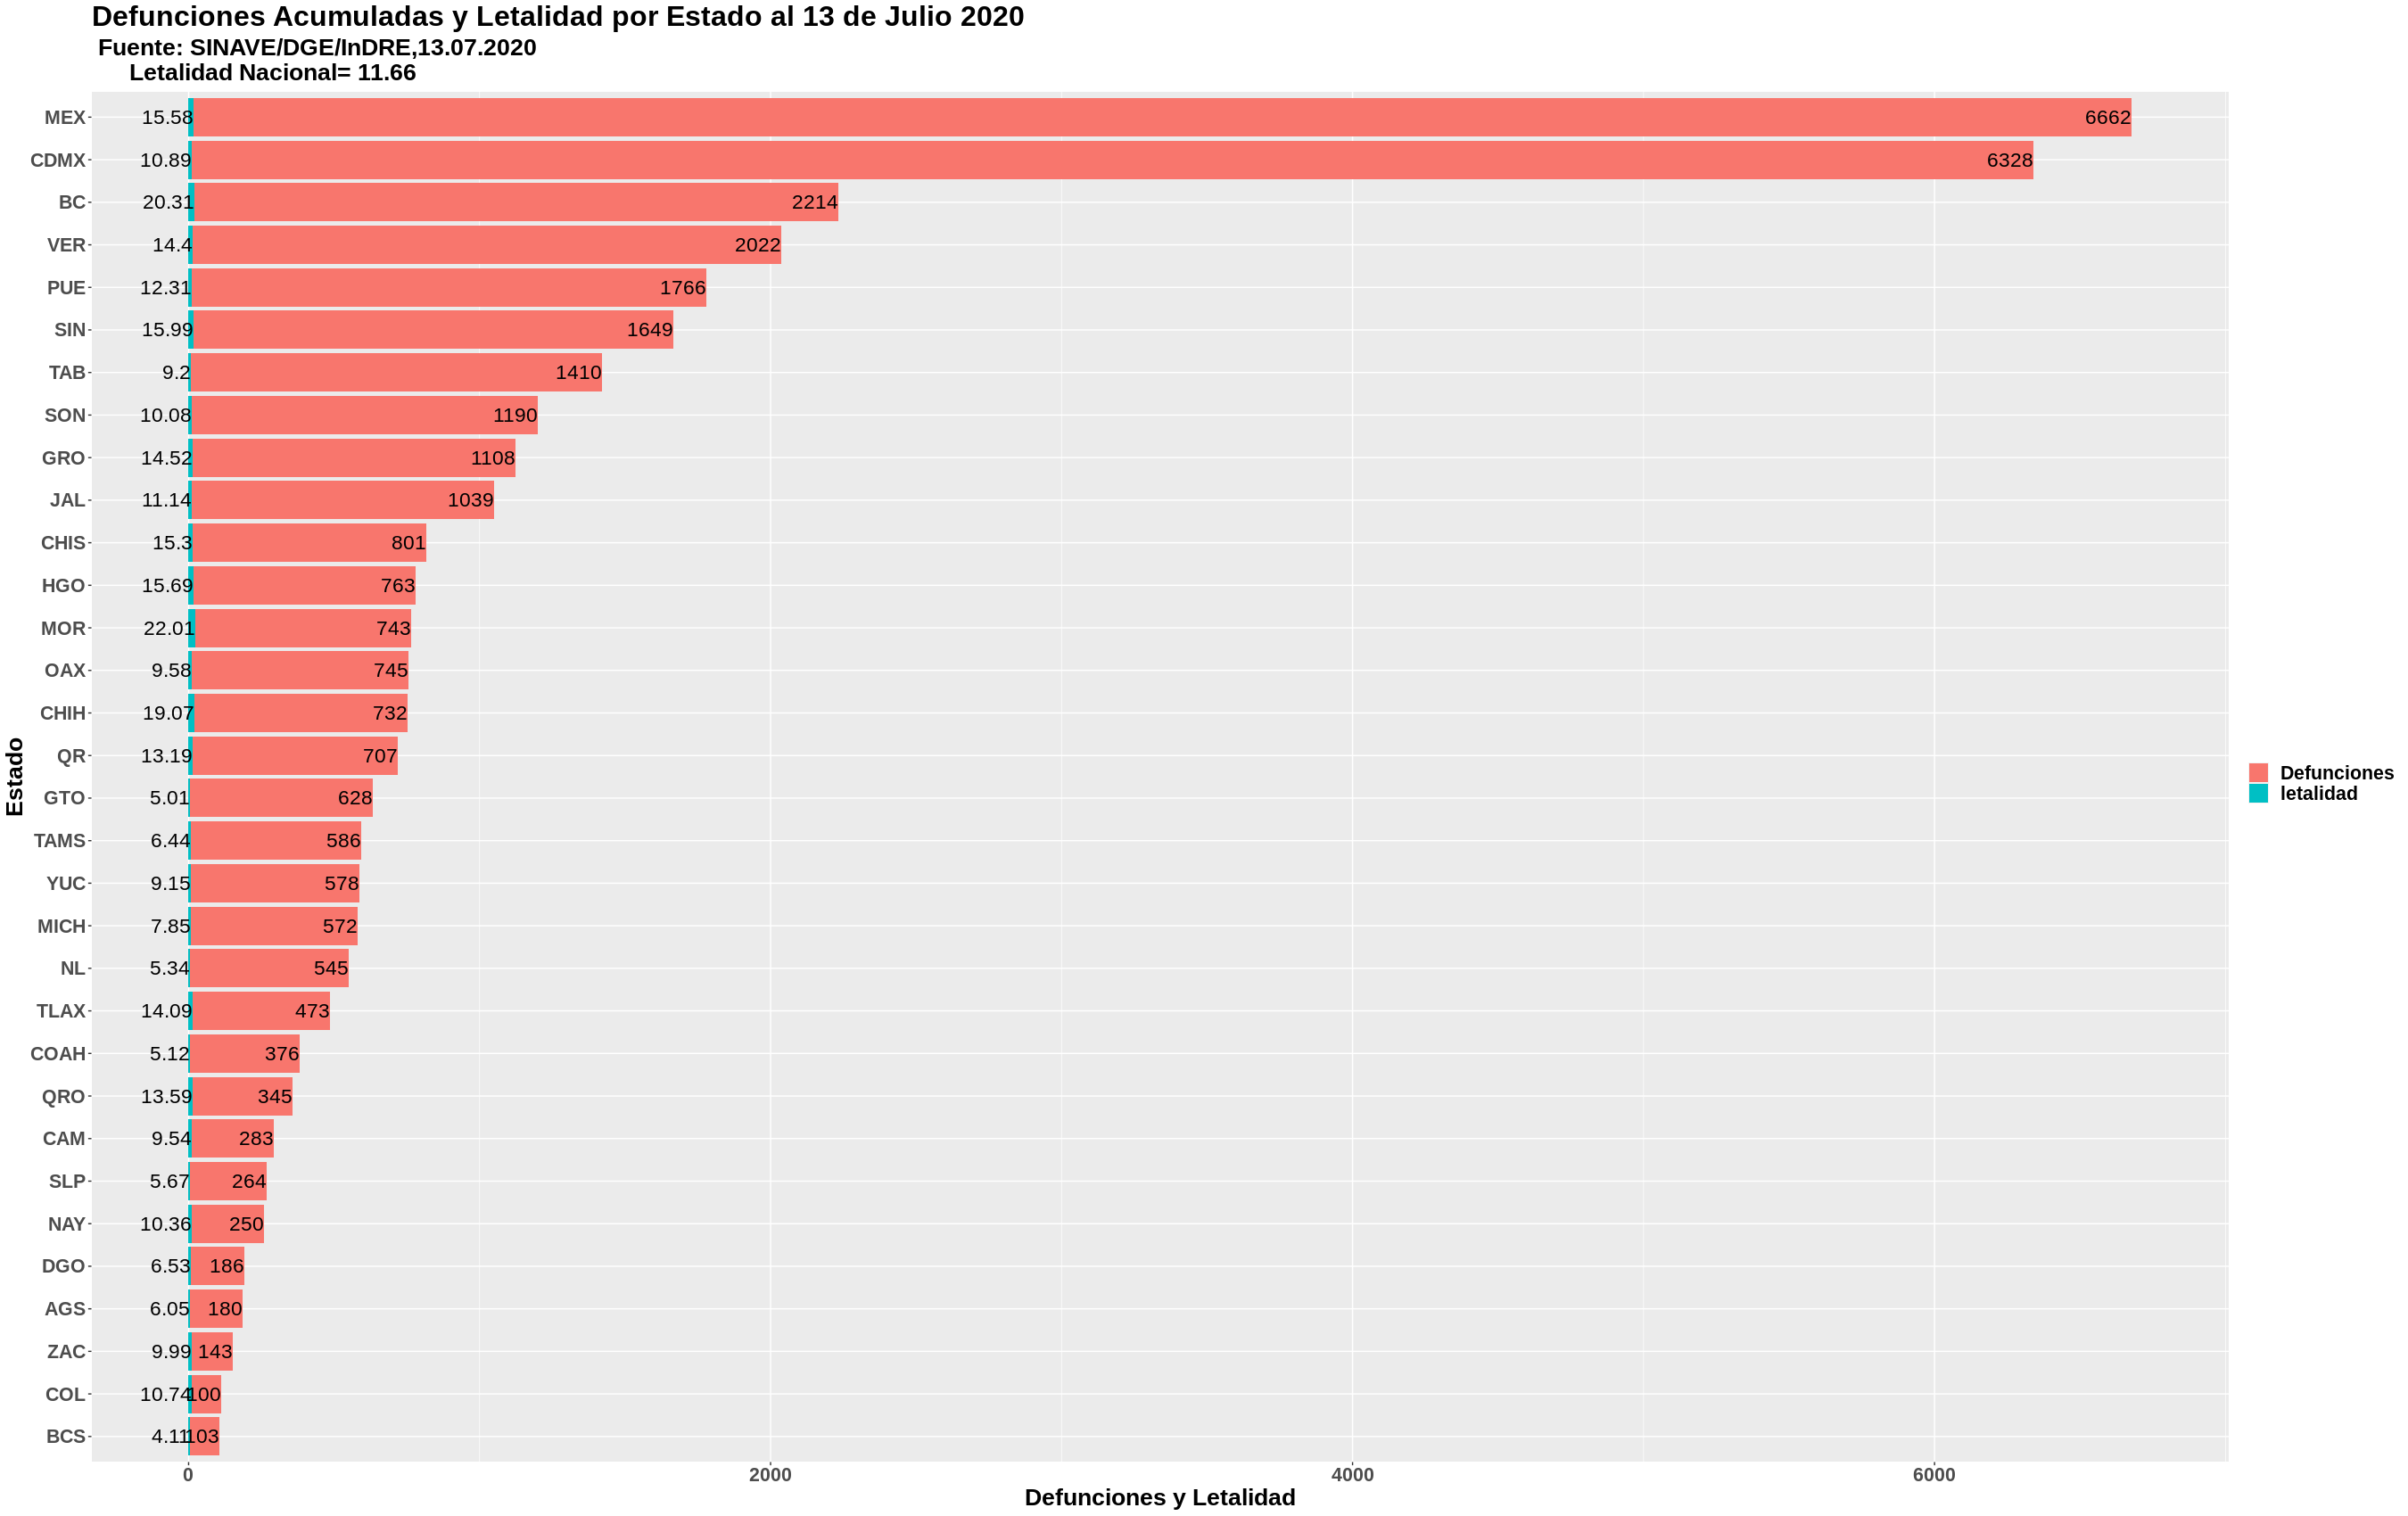 Defunciones Acumuladas y Letalidad por Estado al 13 de Julio 2020
Fuente: SINAVE/DGE/InDRE,13.07.2020
Letalidad Nacional= 11.66
MEX 15.58 6662
CDMX 10.89 6328
BC 20.31 2214
VER 14.4 2022
PUE 12.31 1766
SIN 15.99 1649
TAB 9.2 1410
SON 10.08 1190
GRO 14.52 1108
JAL 11.14 1039
CHIS 15.3 801
HGO 15.69 763
MOR 22.01 743
OAX 9.58 745
CHIH 19.07 732
QR 13.19 707
GTO 5.01 628
TAMS 6.44 586
YUC 9.15 578
MICH 7.85 572
NL 5.34 545
TLAX 14.09 473
COAH 5.12 376
QRO 13.59 345
CAM 9.54 283
SLP 5.67 264
NAY 10.36 250
DGO 6.53 186
AGS 6.05 180
ZAC 9.99 143
COL 10.74 100
BCS 4.11 103
0 2000 4000 6000
Defunciones y Letalidad
Estado
Defunciones
letalidad